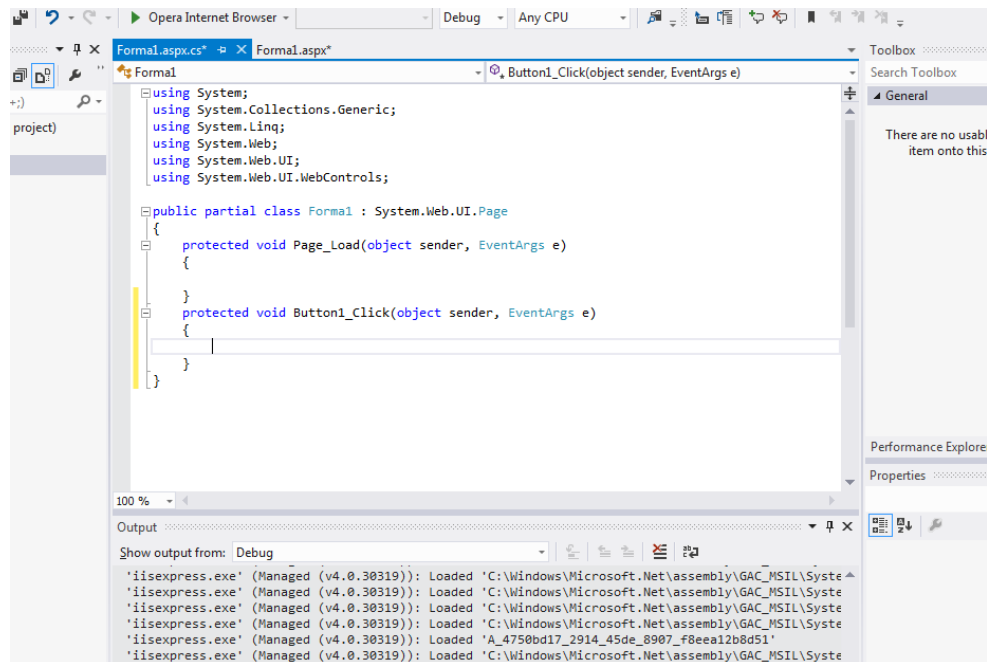 Opera Internet Browser
Debug
Any CPU
Forma1.aspx.cs*
Forma1.aspx*
Toolbox
Forma1
Button1_Click(object sender, EventArgs e)
Search Toolbox
+;)
General
project)
There are no usabl
item onto this
using System;
using System.Collections.Generic;
using System.Linq;
using System.Web;
using System.Web.UI;
using System.Web.UI.WebControls;
public partial class Forma1 : System.Web.UI.Page
{
protected void Page_Load(object sender, EventArgs e)
{
}
protected void Button1_Click(object sender, EventArgs e)
{
}
}
Performance Explore
Properties
100 %
Output
Show output from: Debug
'iisexpress.exe' (Managed (v4.0.30319)): Loaded 'C:\Windows\Microsoft.Net\assembly\GAC_MSIL\Syste
'iisexpress.exe' (Managed (v4.0.30319)): Loaded 'C:\Windows\Microsoft.Net\assembly\GAC_MSIL\Syste
'iisexpress.exe' (Managed (v4.0.30319)): Loaded 'C:\Windows\Microsoft.Net\assembly\GAC_MSIL\Syste
'iisexpress.exe' (Managed (v4.0.30319)): Loaded 'C:\Windows\Microsoft.Net\assembly\GAC_MSIL\Syste
'iisexpress.exe' (Managed (v4.0.30319)): Loaded 'A_4750bd17_2914_45de_8907_f8eea12b8d51'
'iisexpress.exe' (Managed (v4.0.30319)): Loaded 'C:\Windows\Microsoft.Net\assembly\GAC_MSIL\Syste